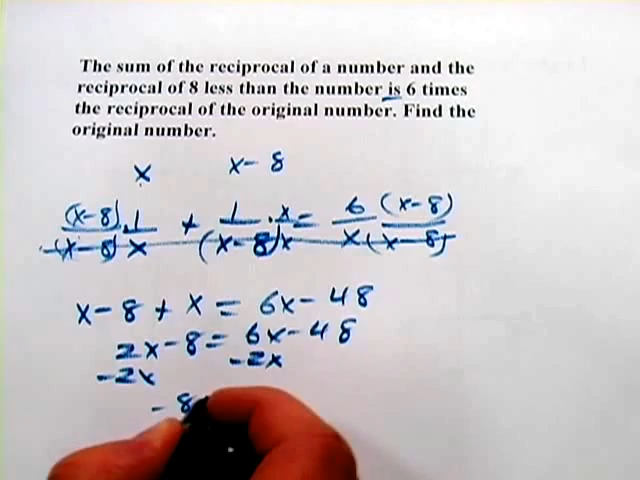 The sum of the reciprocal of a number and the
reciprocal of 8 less than the number is 6 times
the reciprocal of the original number. Find the
original number.
x x - 8
(x-8)/(x-8) · 1/x + 1/(x-8) · x/x = 6/x (x-8)/(x-8)
x - 8 + x = 6x - 48
2x - 8 = 6x - 48
-2x -2x
- 8